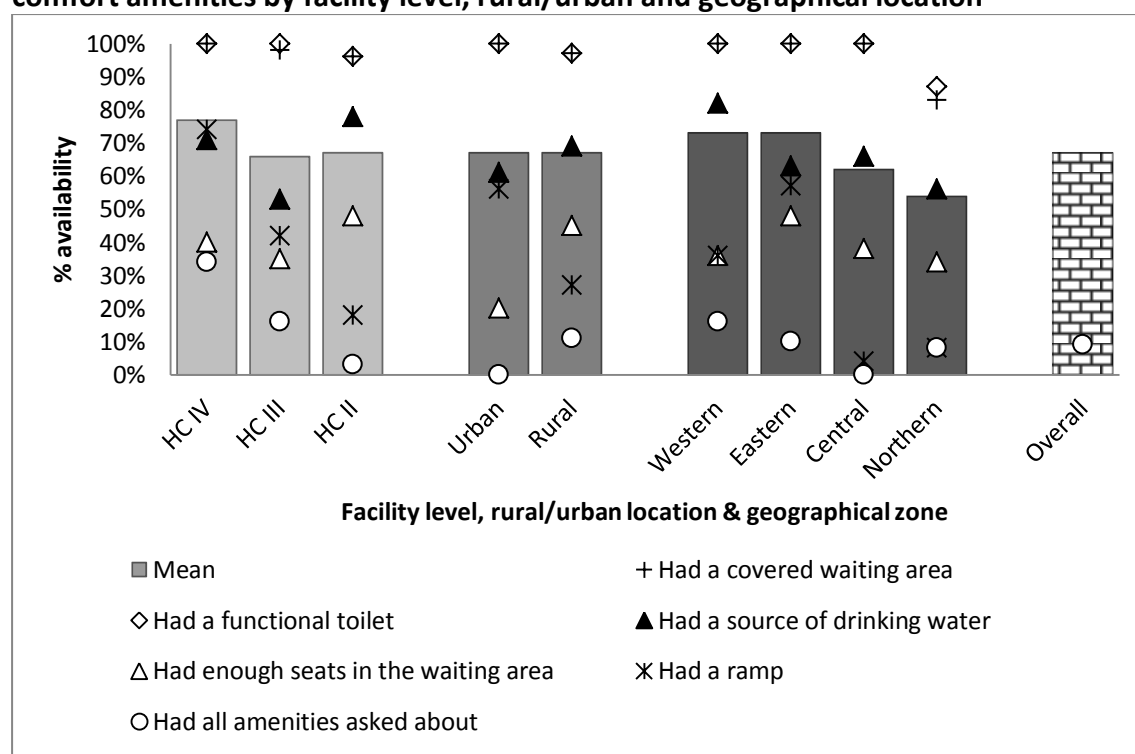 comfort amenities by facility level, rural/urban and geographical location
100%
90%
80%
70%
60%
50%
40%
30%
20%
10%
0%
% availability
HC IV
HC III
HC II
Urban
Rural
Western
Eastern
Central
Northern
Overall
Facility level, rural/urban location & geographical zone
Mean
Had a covered waiting area
Had a functional toilet
Had a source of drinking water
Had enough seats in the waiting area
Had a ramp
Had all amenities asked about